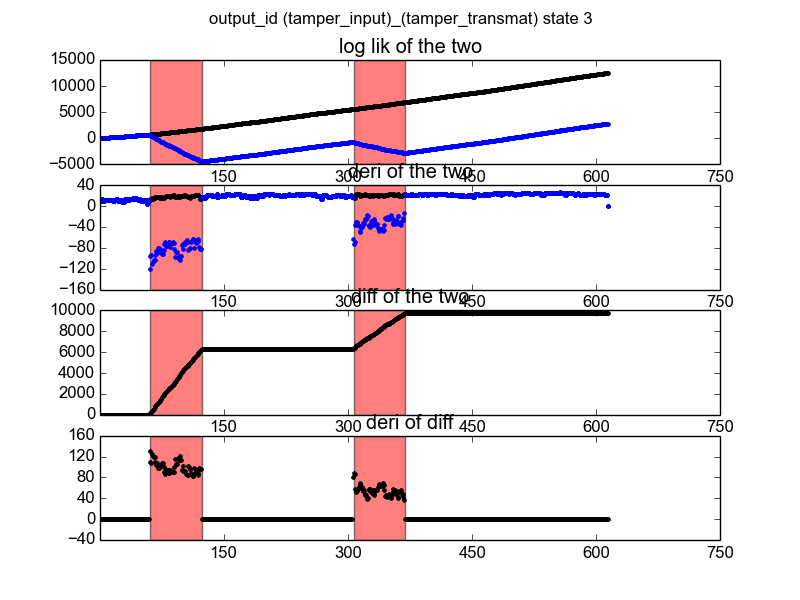 output_id (tamper_input)_(tamper_transmat) state 3
log lik of the two
15000
10000
5000
0
−5000
150 300 450 600 750
deri of the two
40
0
−40
−80
−120
−160
150 300 450 600 750
diff of the two
10000
8000
6000
4000
2000
0
150 300 450 600 750
deri of diff
160
120
80
40
0
−40
150 300 450 600 750